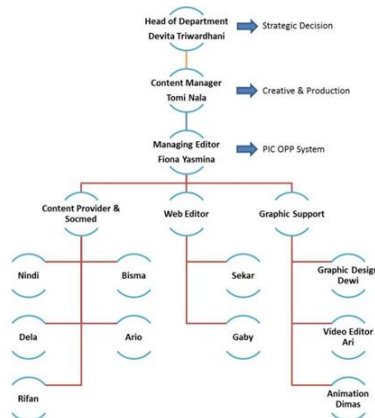 Head of Department
Devita Triwardhani
Strategic Decision
Content Manager
Tomi Nala
Creative & Production
Managing Editor
Fiona Yasmina
PIC OPP System
Content Provider &
Socmed
Web Editor
Graphic Support
Nindi
Bisma
Sekar
Graphic Design
Dewi
Dela
Ario
Gaby
Video Editor
Ari
Rifan
Animation
Dimas